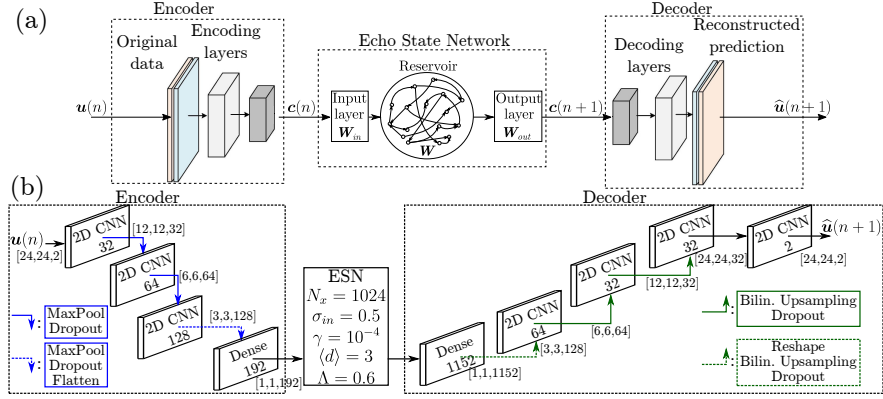 (a)
Encoder
Original
data
Encoding
layers
u(n)
c(n)
Echo State Network
Reservoir
Input
layer
W_in
W
Output
layer
W_out
c(n+1)
Decoder
Decoding
layers
Reconstructed
prediction
û(n+1)
(b)
Encoder
u(n)
[24,24,2]
2D CNN
32
[12,12,32]
2D CNN
64
[6,6,64]
2D CNN
128
[3,3,128]
Dense
192
[1,1,192]
: MaxPool
Dropout
: MaxPool
Dropout
Flatten
ESN
N_x = 1024
σ_in = 0.5
γ = 10^{-4}
⟨d⟩ = 3
Λ = 0.6
Decoder
Dense
1152
[1,1,1152]
[3,3,128]
2D CNN
64
[6,6,64]
2D CNN
32
[12,12,32]
2D CNN
32
[24,24,32]
2D CNN
2
[24,24,2]
û(n+1)
: Bilin. Upsampling
Dropout
: Reshape
Bilin. Upsampling
Dropout